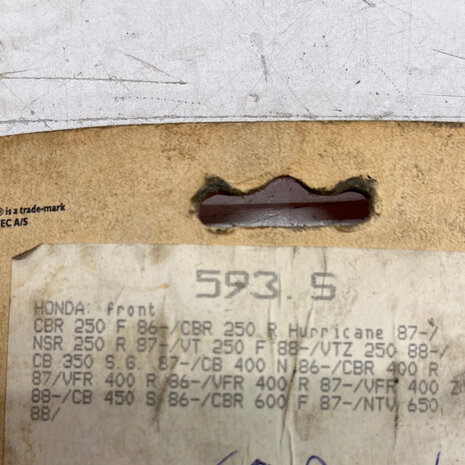 ® is a trade-mark
EC A/S
593.S
HONDA: front
CBR 250 F 86-/CBR 250 R Hurricane 87-/
NSR 250 R 87-/VT 250 F 88-/VTZ 250 88-/
CB 350 S G. 87-/CB 400 N 86-/CBR 400 R
87/VFR 400 R 86-/VFR 400 R 87-/VFR 400 Z
88-/CB 450 S 86-/CBR 600 F 87-/NTV 650
88/